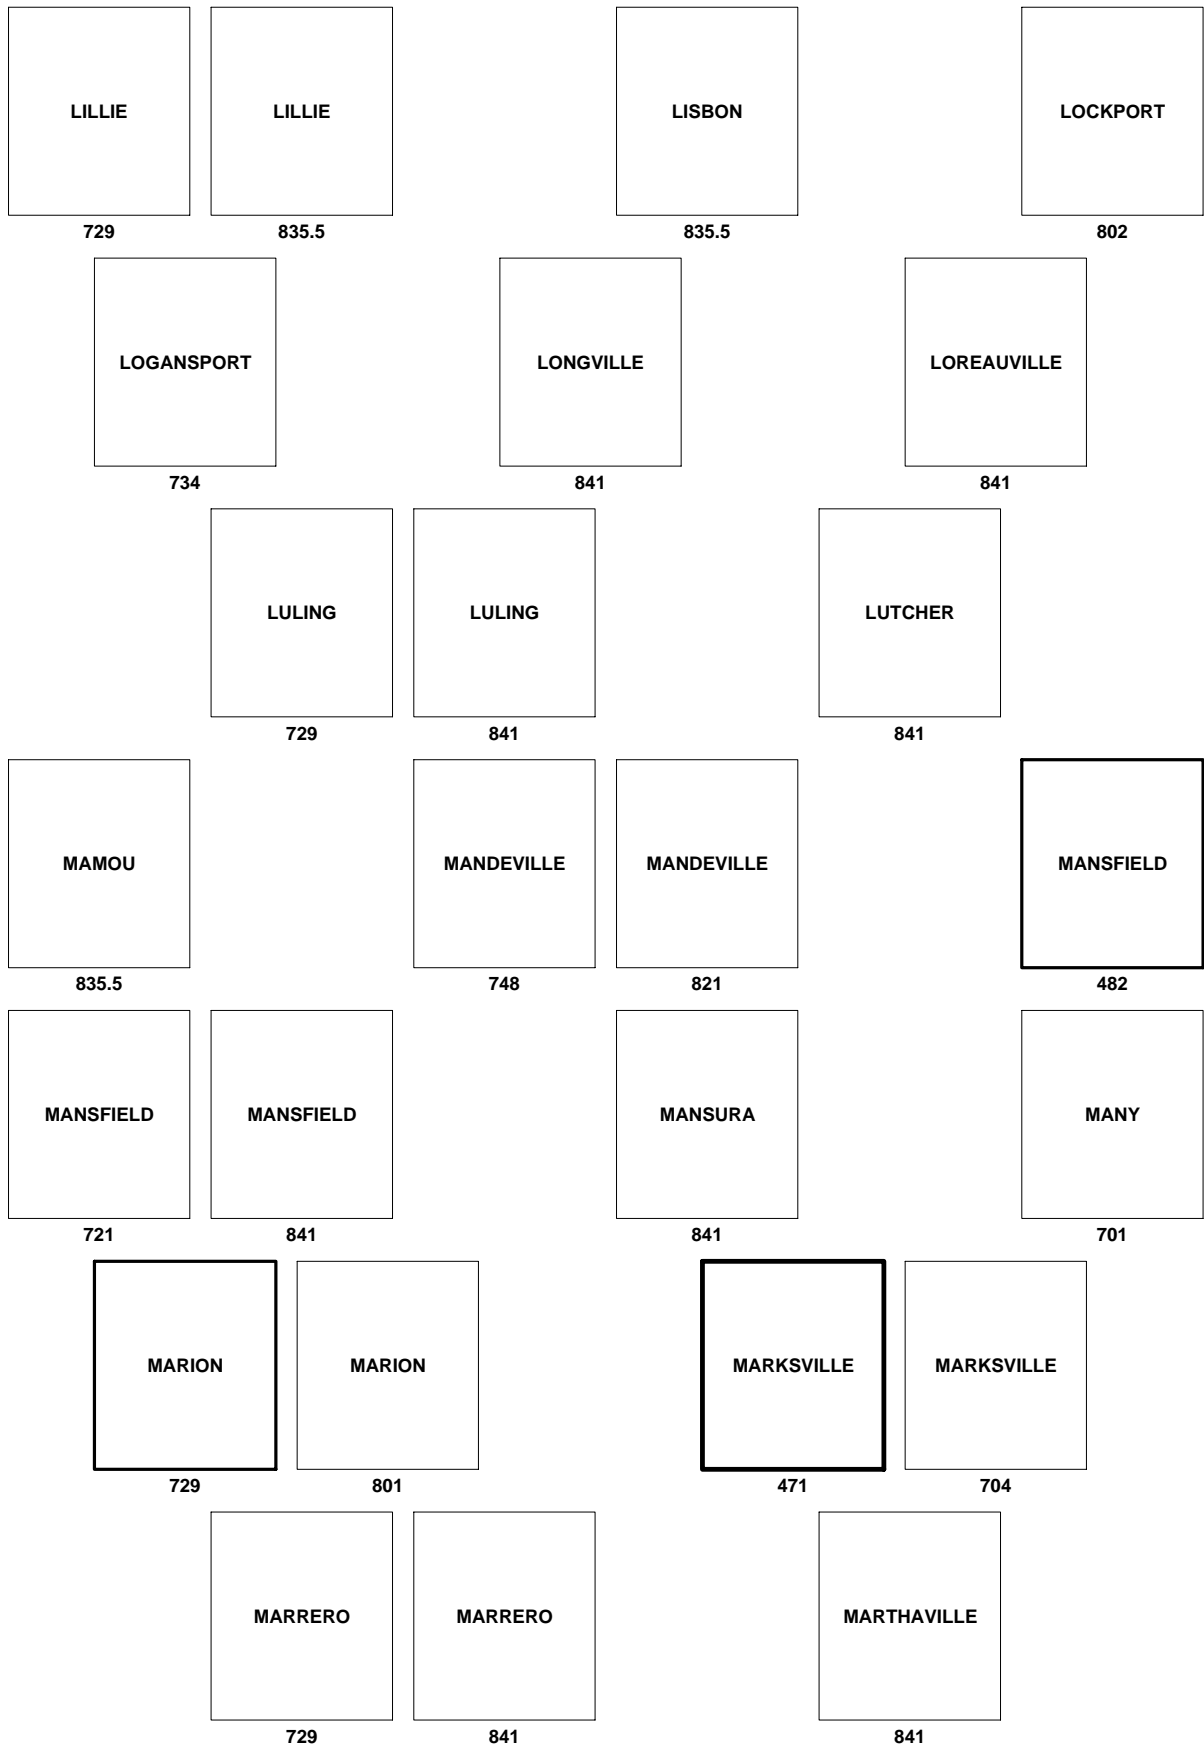 LILLIE LILLIE LISBON LOCKPORT
729 835.5 835.5 802
LOGANSPORT LONGVILLE LOREAUVILLE
734 841 841
LULING LULING LUTCHER
729 841 841
MAMOU MANDEVILLE MANDEVILLE MANSFIELD
835.5 748 821 482
MANSFIELD MANSFIELD MANSURA MANY
721 841 841 701
MARION MARION MARKSVILLE MARKSVILLE
729 801 471 704
MARRERO MARRERO MARTHAVILLE
729 841 841